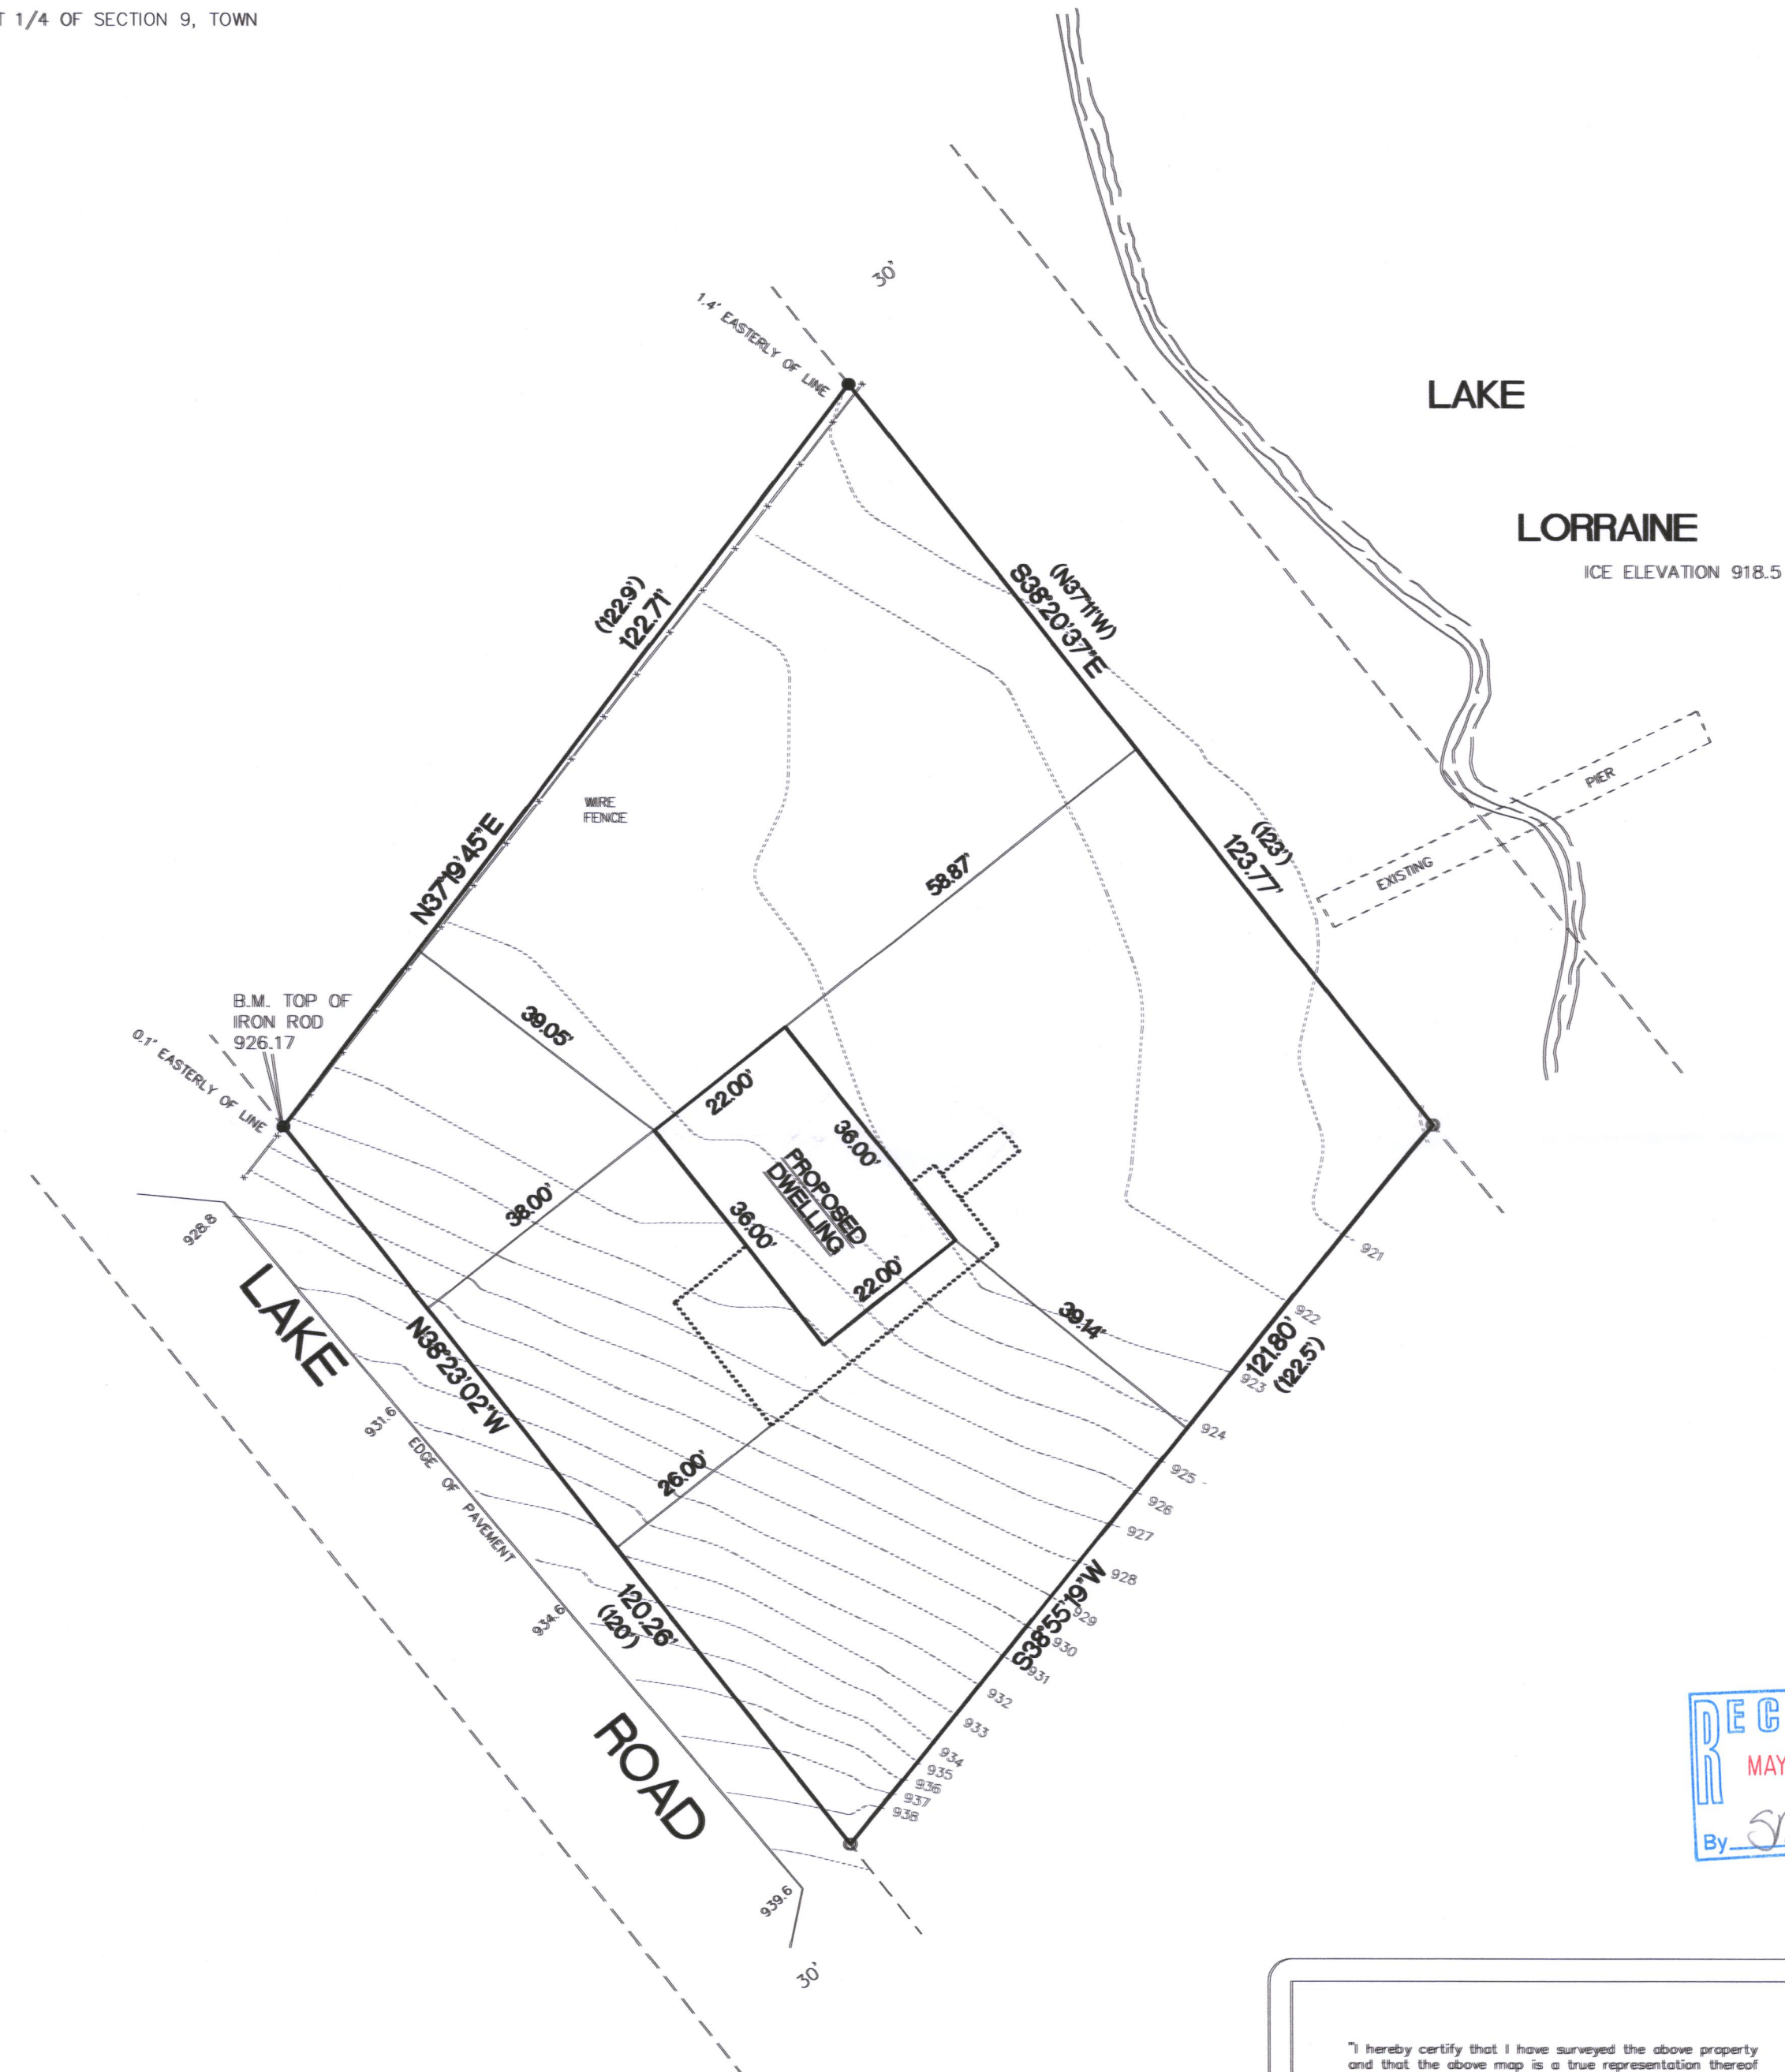 1/4 OF SECTION 9, TOWN
30'
1.4' EASTERLY OF LINE
LAKE
LORRAINE
ICE ELEVATION 918.5
(N37°11'W)
S38°20'37"E
(122.9')
122.71'
PIER
EXISTING
WIRE
FENCE
(123')
123.77'
N37°19'45"E
58.87'
B.M. TOP OF
IRON ROD
926.17
39.05'
0.1' EASTERLY OF LINE
22.00'
36.00'
PROPOSED
DWELLING
38.00'
36.00'
22.00'
928.8
921
922
39.14'
121.80'
(122.5')
923
924
925
926
927
928
929
930
931
932
933
934
935
936
937
938
LAKE
N38°23'02"W
931.6
EDGE OF PAVEMENT
26.00'
S38°55'19"W
120.26'
(120')
934.6
ROAD
939.6
30'
REC
MAY
By
"I hereby certify that I have surveyed the above property
and that the above map is a true representation thereof